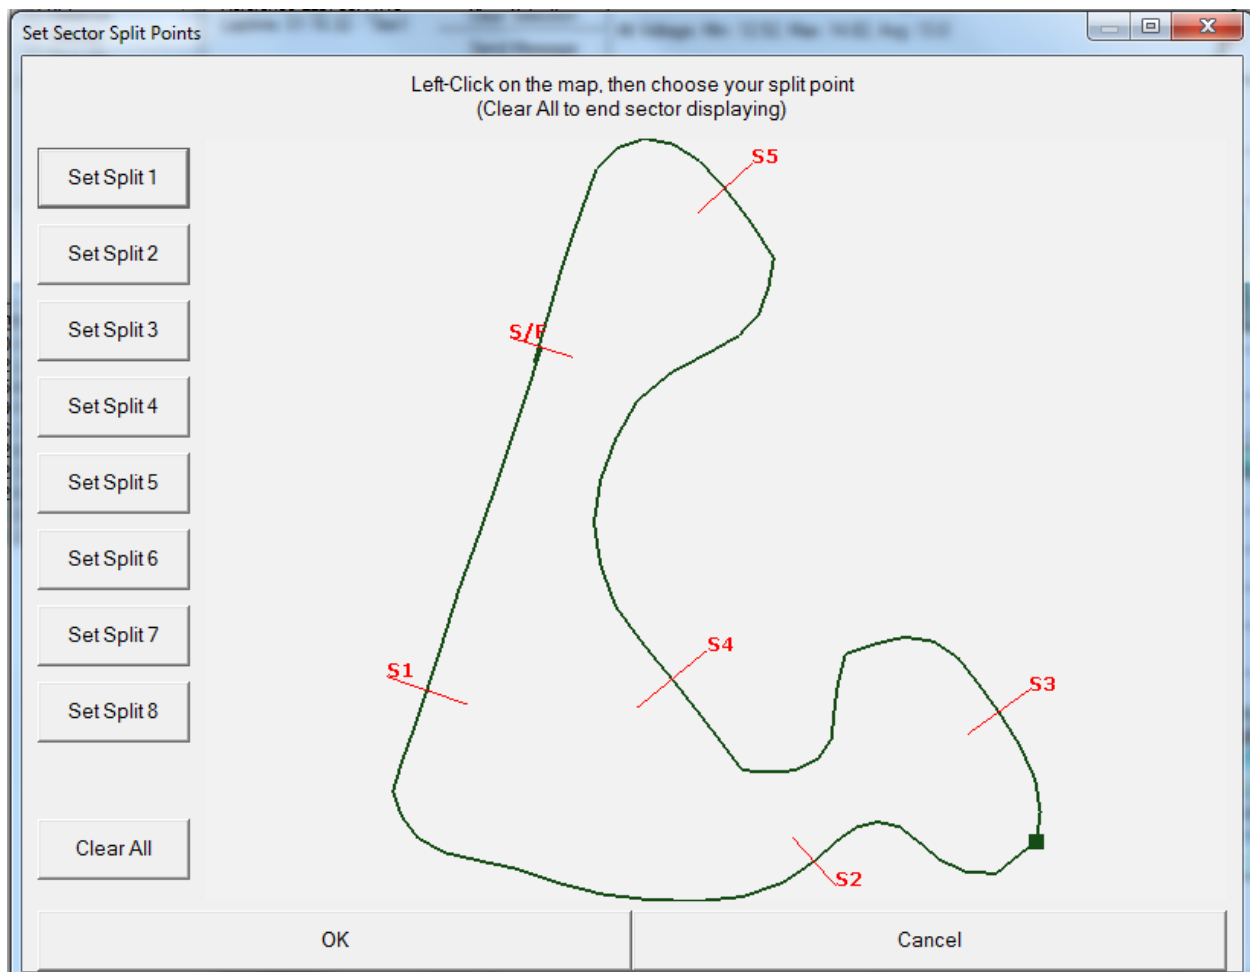 Set Sector Split Points
Left-Click on the map, then choose your split point
(Clear All to end sector displaying)
Set Split 1
Set Split 2
Set Split 3
Set Split 4
Set Split 5
Set Split 6
Set Split 7
Set Split 8
Clear All
S5
S/F
S4
S1
S3
S2
OK
Cancel